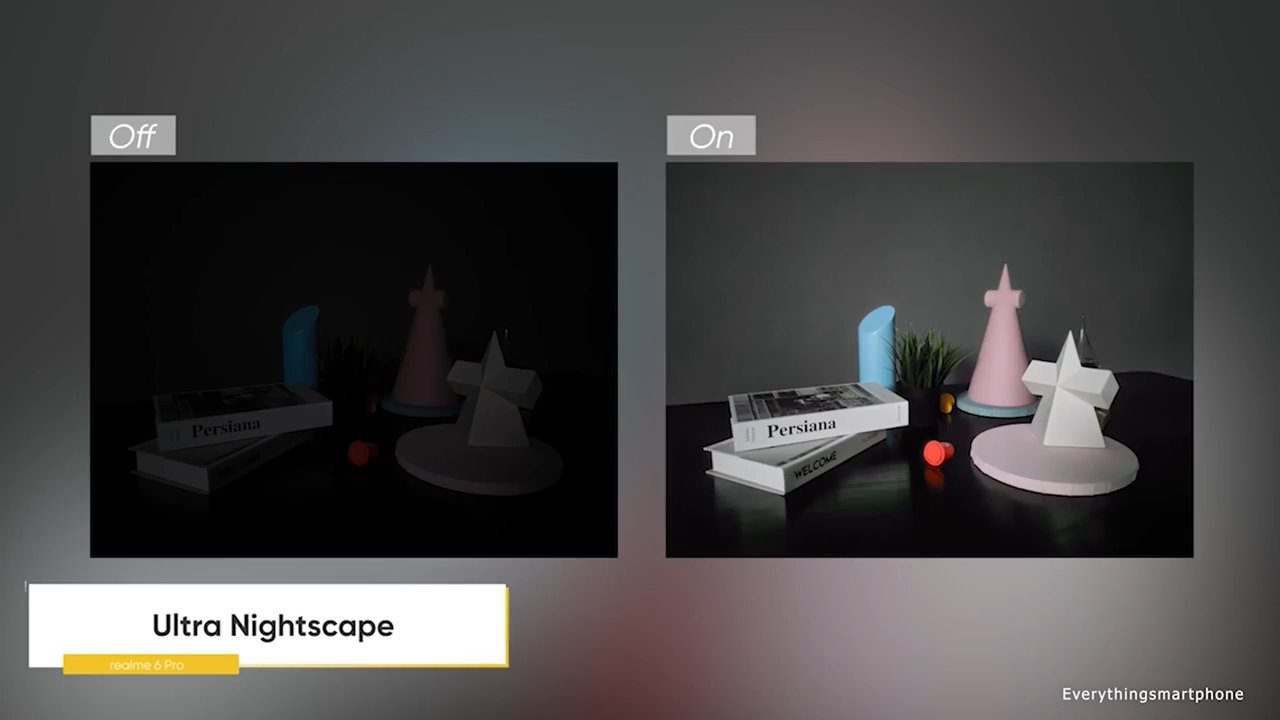 Off
On
Persiana
Persiana
WELCOME
Ultra Nightscape
realme 6 Pro
Everythingsmartphone